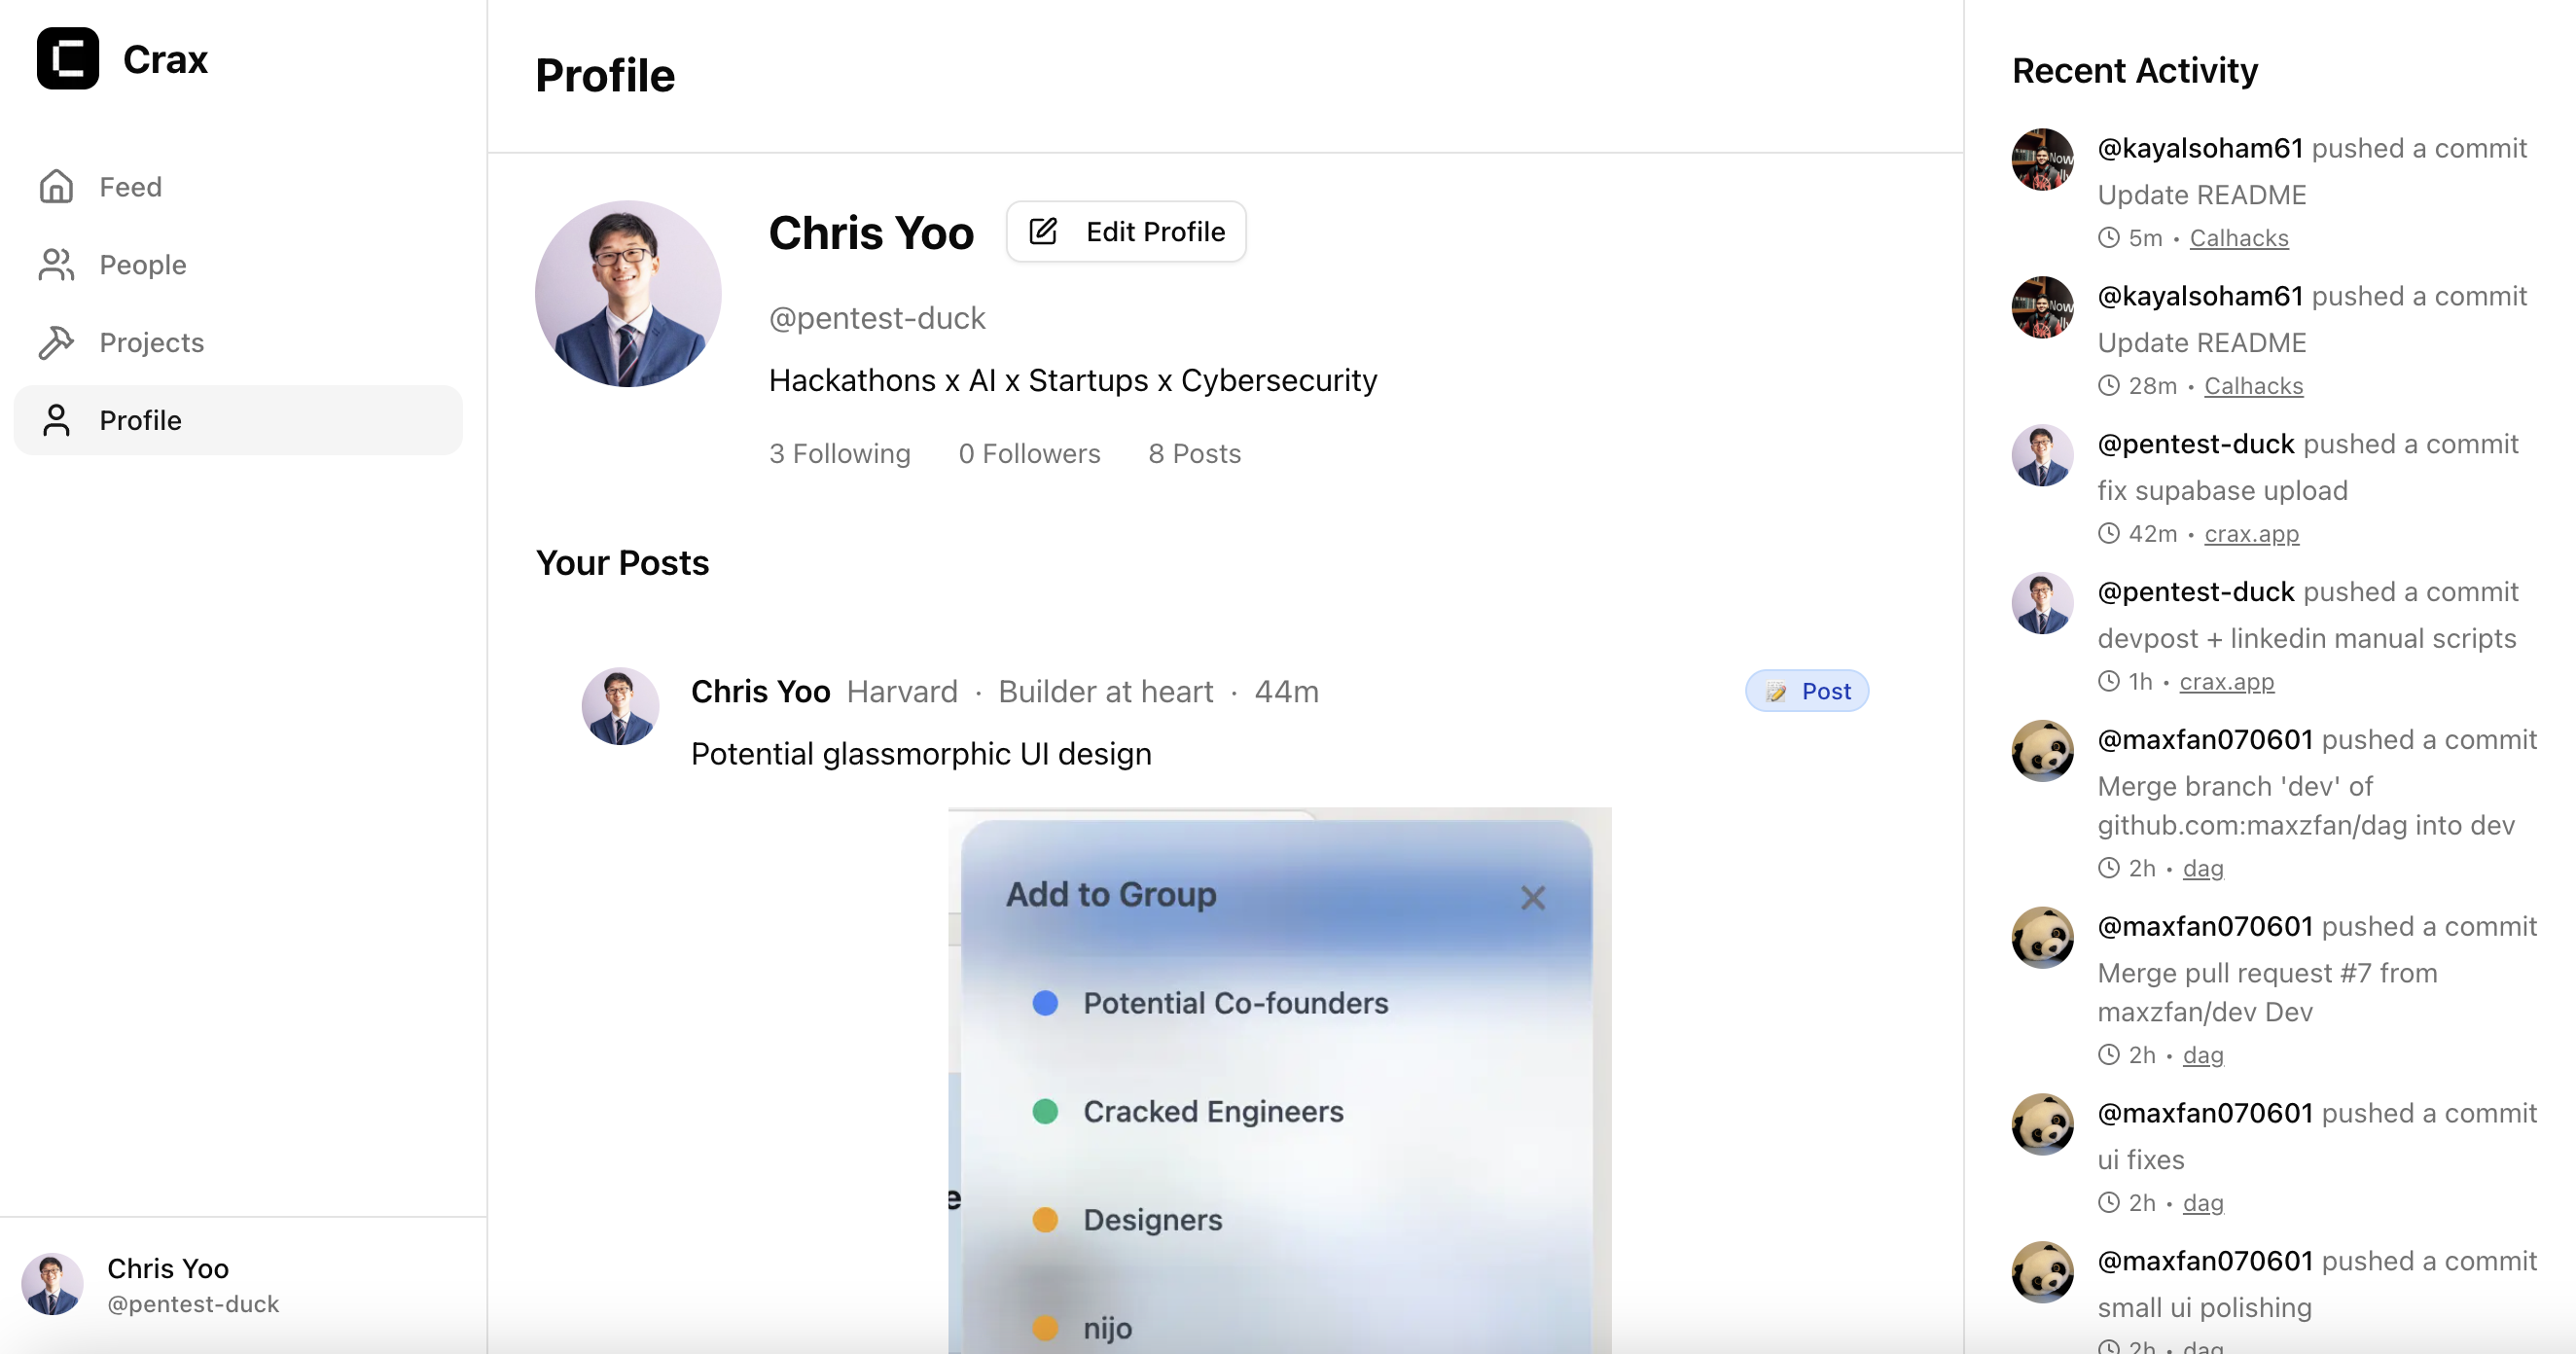 Crax
Feed
People
Projects
Profile
Chris Yoo
@pentest-duck
Profile
Chris Yoo
Edit Profile
@pentest-duck
Hackathons x AI x Startups x Cybersecurity
3 Following 0 Followers 8 Posts
Your Posts
Chris Yoo Harvard · Builder at heart · 44m
Post
Potential glassmorphic UI design
Add to Group
Potential Co-founders
Cracked Engineers
Designers
nijo
Recent Activity
@kayalsoham61 pushed a commit
Update README
5m • Calhacks
@kayalsoham61 pushed a commit
Update README
28m • Calhacks
@pentest-duck pushed a commit
fix supabase upload
42m • crax.app
@pentest-duck pushed a commit
devpost + linkedin manual scripts
1h • crax.app
@maxfan070601 pushed a commit
Merge branch 'dev' of
github.com:maxzfan/dag into dev
2h • dag
@maxfan070601 pushed a commit
Merge pull request #7 from
maxzfan/dev Dev
2h • dag
@maxfan070601 pushed a commit
ui fixes
2h • dag
@maxfan070601 pushed a commit
small ui polishing
2h • dag